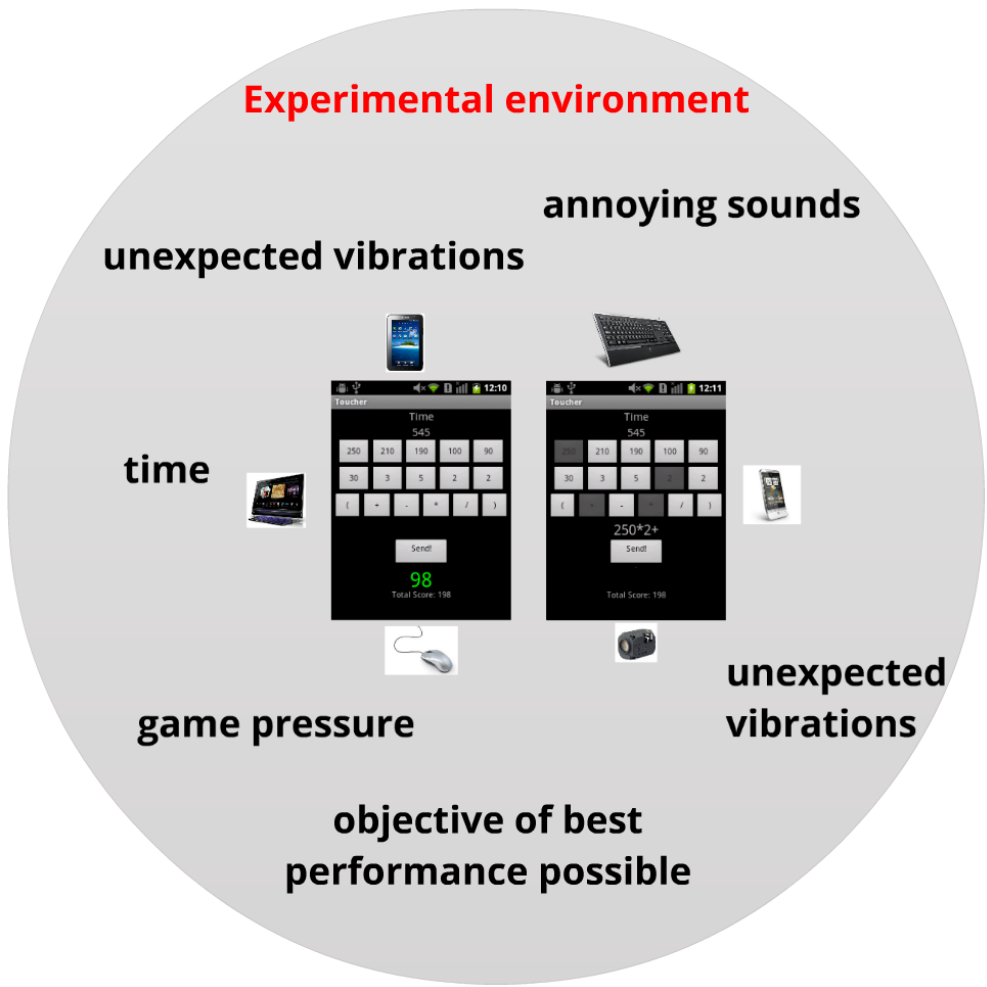 Experimental environment
annoying sounds
unexpected vibrations
12:10
Toucher
Time
545
250 210 190 100 90
30 3 5 2 2
( + - * / )
Send!
98
Total Score: 198
12:11
Toucher
Time
545
250 210 190 100 90
30 3 5 2 2
( + - * / )
250*2+
Send!
Total Score: 198
time
unexpected
vibrations
game pressure
objective of best
performance possible